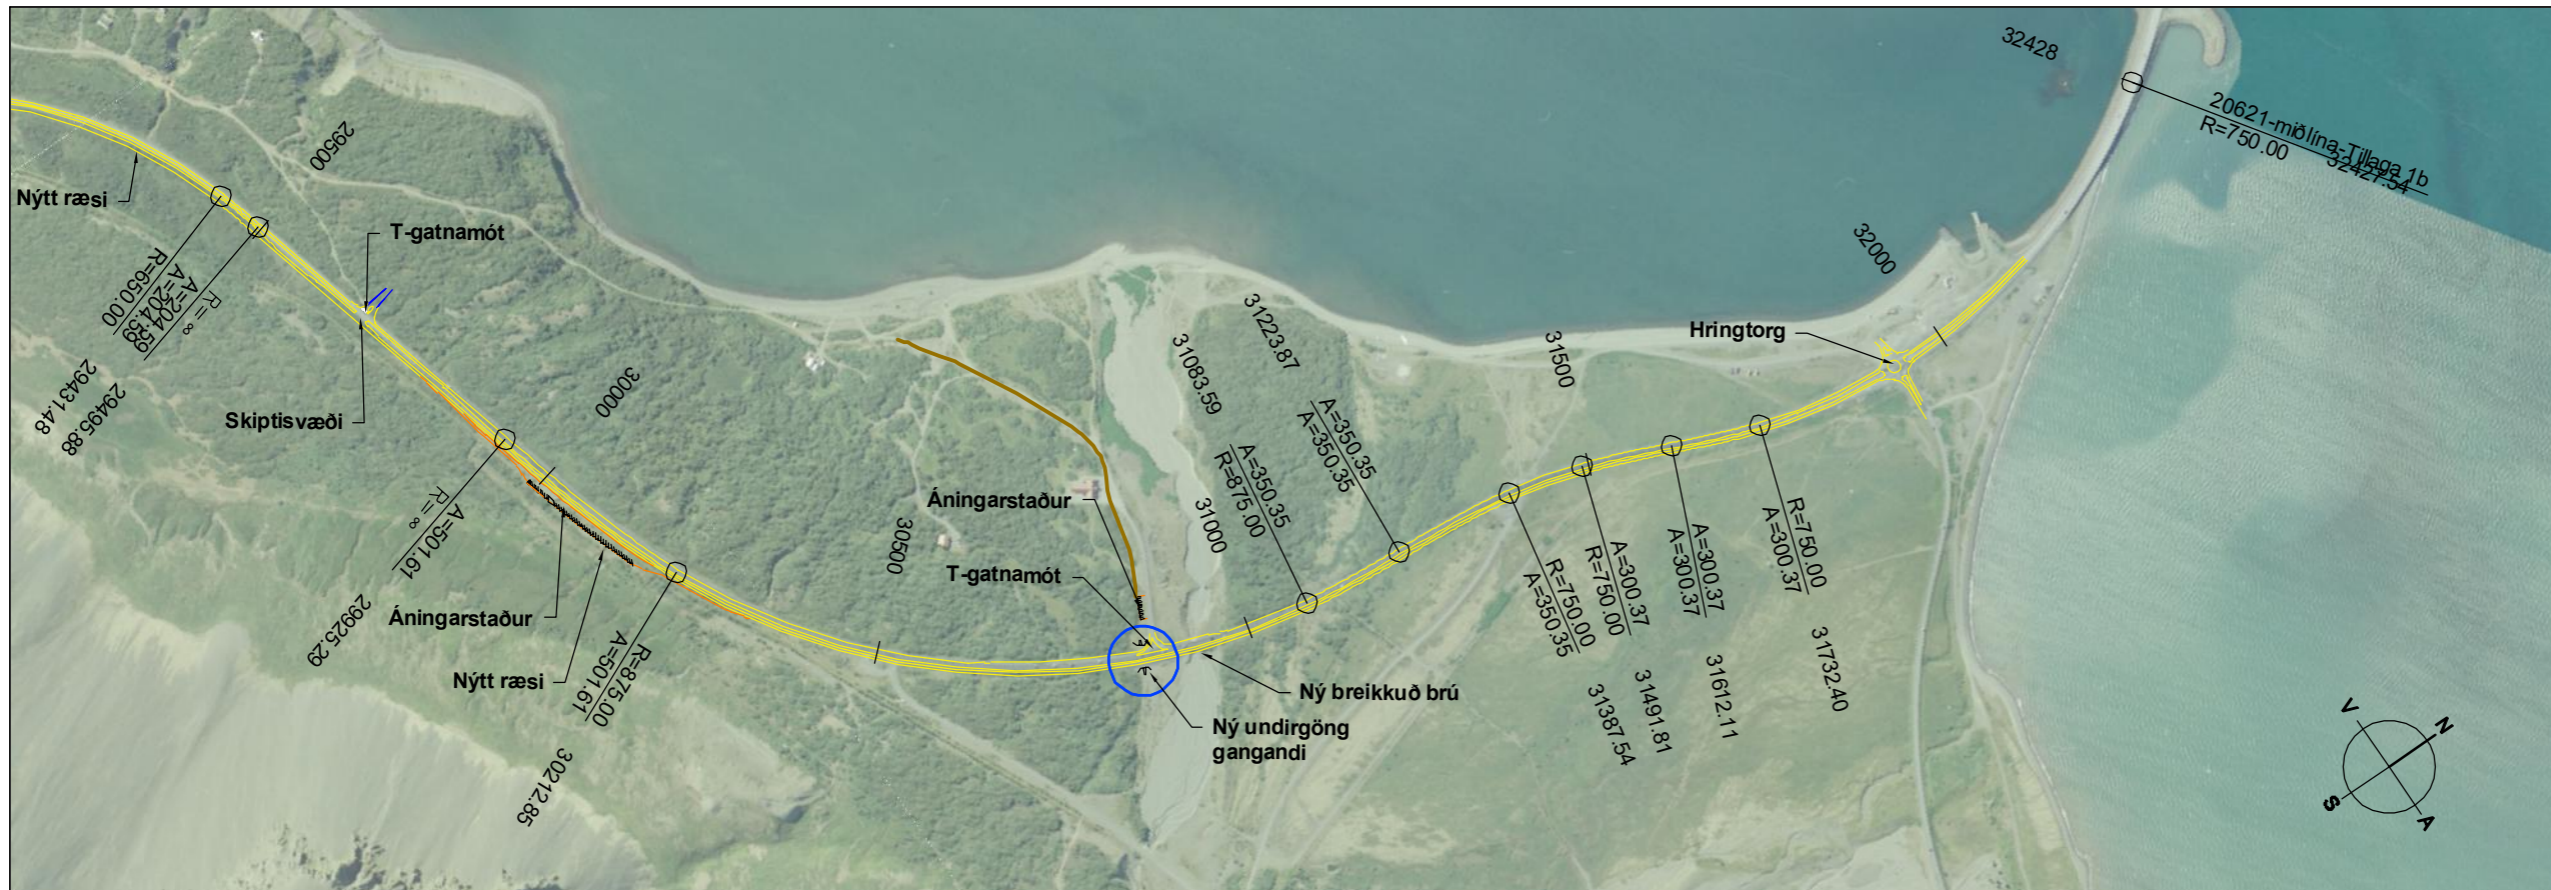 32428
20621-miðlína-Tillaga 1b
R=750.00
32427.54
29500
Nýtt ræsi
T-gatnamót
R=650.00
A=204.59
A=204.59
R= ∞
29431.48
29495.88
Skiptisvæði
30000
R= ∞
A=501.61
29925.29
Áningarstaður
Nýtt ræsi
R=875.00
A=501.61
30212.85
30500
Áningarstaður
T-gatnamót
31000
31083.59
A=350.35
R=875.00
31223.87
A=350.35
A=350.35
Ný breikkuð brú
Ný undirgöng
gangandi
31500
Hringtorg
32000
R=750.00
A=350.35
31387.54
A=300.37
R=750.00
31491.81
A=300.37
A=300.37
31612.11
R=750.00
A=300.37
31732.40
V
N
S
A